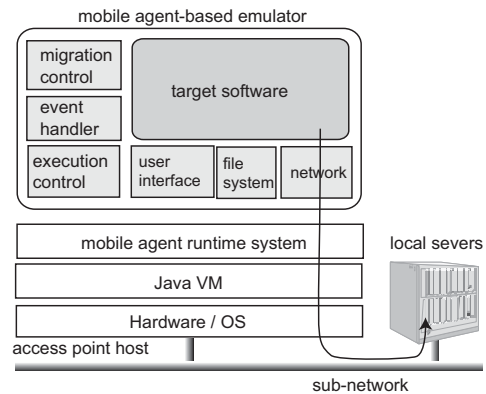 mobile agent-based emulator
migration
control
target software
event
handler
execution
control
user
interface
file
system
network
mobile agent runtime system
local severs
Java VM
Hardware / OS
access point host
sub-network